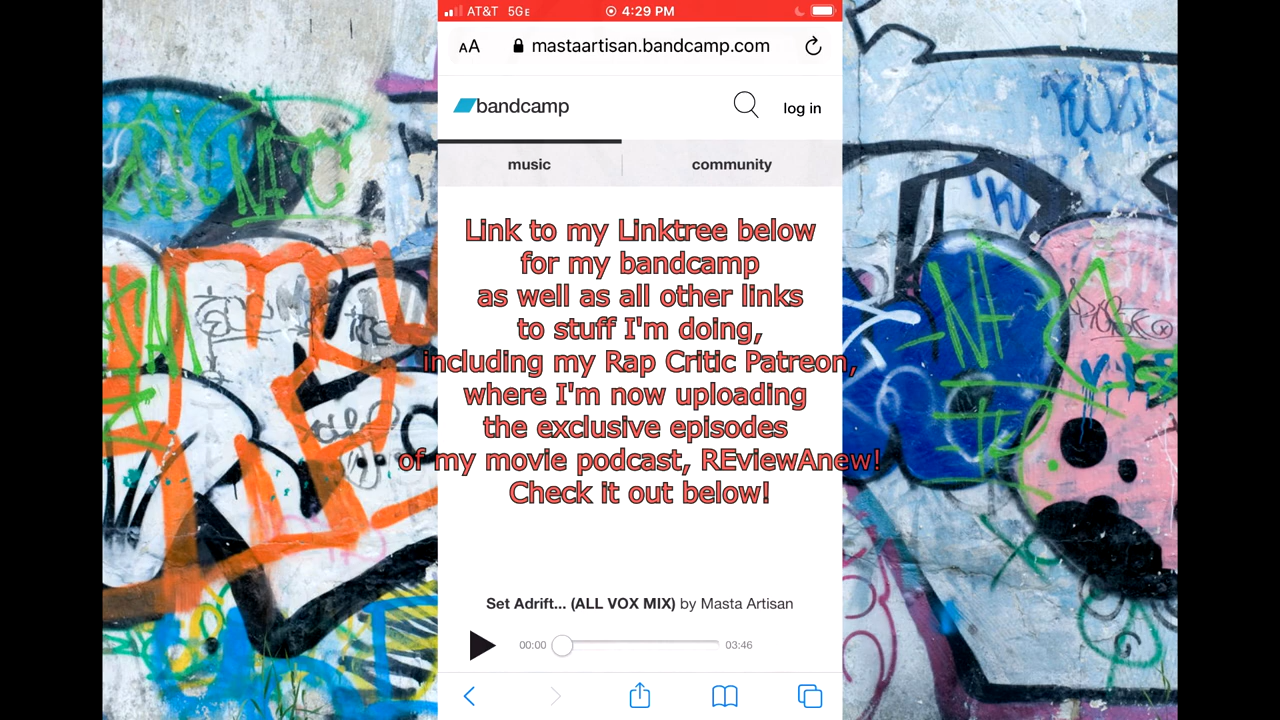 AT&T 5GE 4:29 PM
AA mastaartisan.bandcamp.com
bandcamp log in
music community
Link to my Linktree below
for my bandcamp
as well as all other links
to stuff I'm doing,
including my Rap Critic Patreon,
where I'm now uploading
the exclusive episodes
of my movie podcast, REviewAnew!
Check it out below!
Set Adrift... (ALL VOX MIX) by Masta Artisan
00:00 03:46